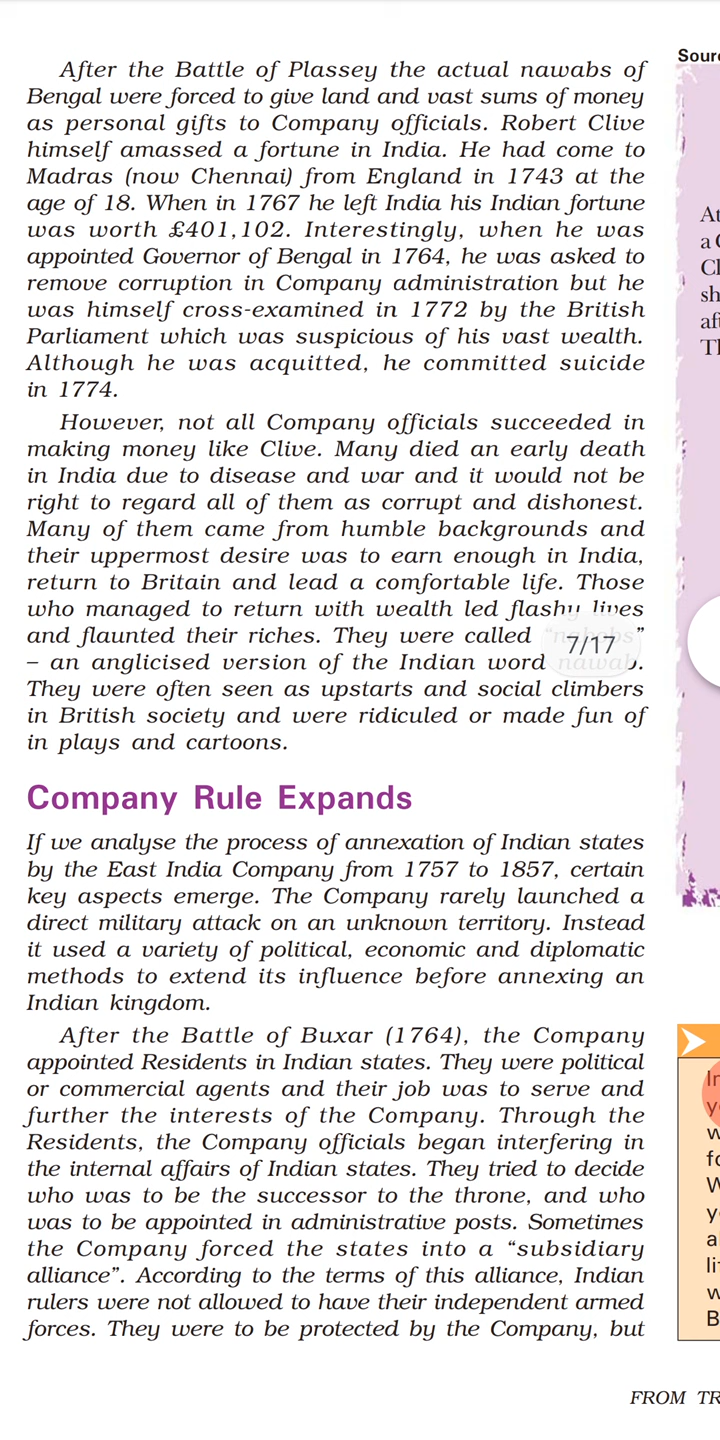 After the Battle of Plassey the actual nawabs of
Bengal were forced to give land and vast sums of money
as personal gifts to Company officials. Robert Clive
himself amassed a fortune in India. He had come to
Madras (now Chennai) from England in 1743 at the
age of 18. When in 1767 he left India his Indian fortune
was worth £401,102. Interestingly, when he was
appointed Governor of Bengal in 1764, he was asked to
remove corruption in Company administration but he
was himself cross-examined in 1772 by the British
Parliament which was suspicious of his vast wealth.
Although he was acquitted, he committed suicide
in 1774.
However, not all Company officials succeeded in
making money like Clive. Many died an early death
in India due to disease and war and it would not be
right to regard all of them as corrupt and dishonest.
Many of them came from humble backgrounds and
their uppermost desire was to earn enough in India,
return to Britain and lead a comfortable life. Those
who managed to return with wealth led flashy lives
and flaunted their riches. They were called “nabobs”
7/17
– an anglicised version of the Indian word nawab.
They were often seen as upstarts and social climbers
in British society and were ridiculed or made fun of
in plays and cartoons.
Company Rule Expands
If we analyse the process of annexation of Indian states
by the East India Company from 1757 to 1857, certain
key aspects emerge. The Company rarely launched a
direct military attack on an unknown territory. Instead
it used a variety of political, economic and diplomatic
methods to extend its influence before annexing an
Indian kingdom.
After the Battle of Buxar (1764), the Company
appointed Residents in Indian states. They were political
or commercial agents and their job was to serve and
further the interests of the Company. Through the
Residents, the Company officials began interfering in
the internal affairs of Indian states. They tried to decide
who was to be the successor to the throne, and who
was to be appointed in administrative posts. Sometimes
the Company forced the states into a “subsidiary
alliance”. According to the terms of this alliance, Indian
rulers were not allowed to have their independent armed
forces. They were to be protected by the Company, but
FROM TR
Sour
At
a
sh
af